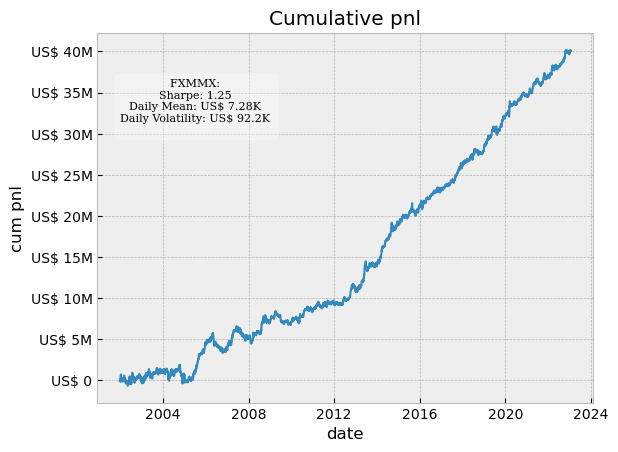 Cumulative pnl
US$ 40M
US$ 35M
US$ 30M
US$ 25M
US$ 20M
US$ 15M
US$ 10M
US$ 5M
US$ 0
cum pnl
FXMMX:
Sharpe: 1.25
Daily Mean: US$ 7.28K
Daily Volatility: US$ 92.2K
2004 2008 2012 2016 2020 2024
date